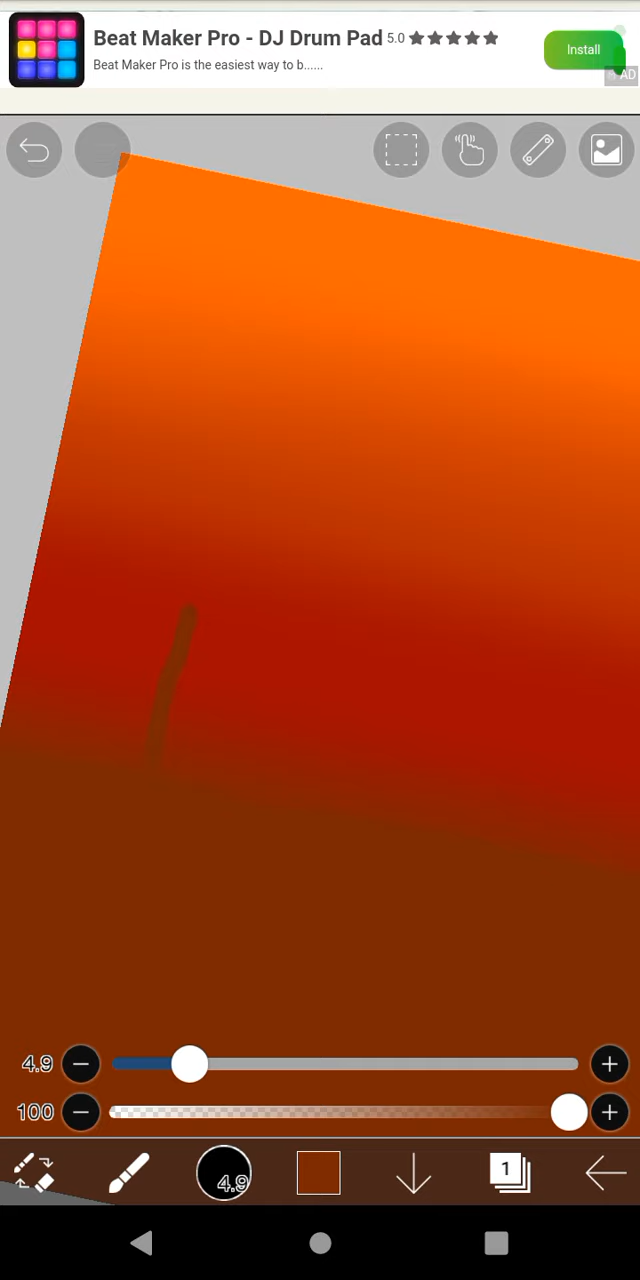 Beat Maker Pro - DJ Drum Pad 5.0
Install
Beat Maker Pro is the easiest way to b......
AD
4.9
100
4.9
1